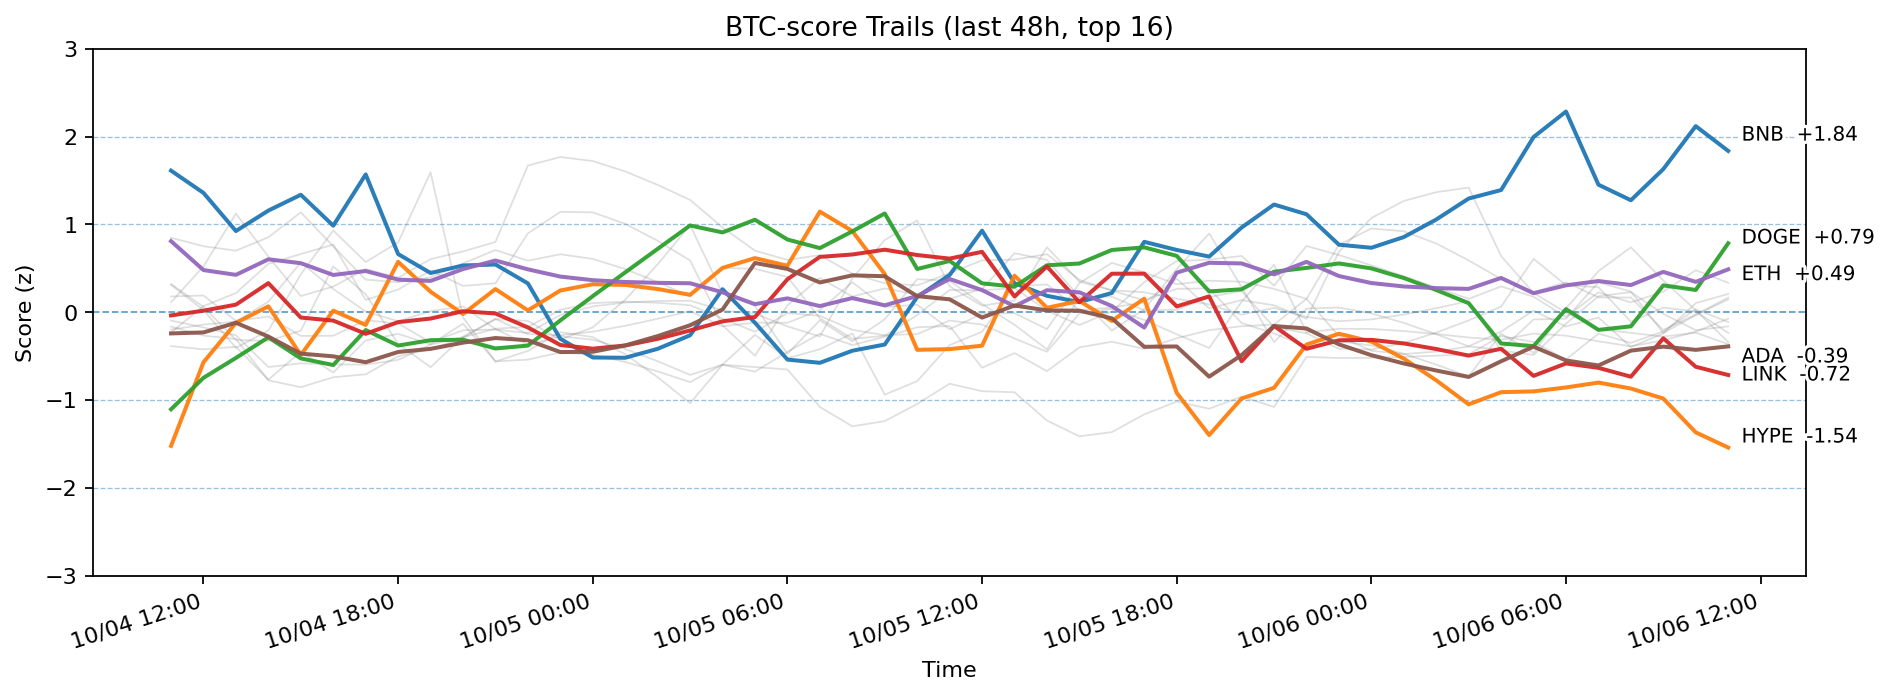 BTC-score Trails (last 48h, top 16)
Score (z)
3
2
1
0
−1
−2
−3
BNB +1.84
DOGE +0.79
ETH +0.49
ADA -0.39
LINK -0.72
HYPE -1.54
10/04 12:00
10/04 18:00
10/05 00:00
10/05 06:00
10/05 12:00
10/05 18:00
10/06 00:00
10/06 06:00
10/06 12:00
Time